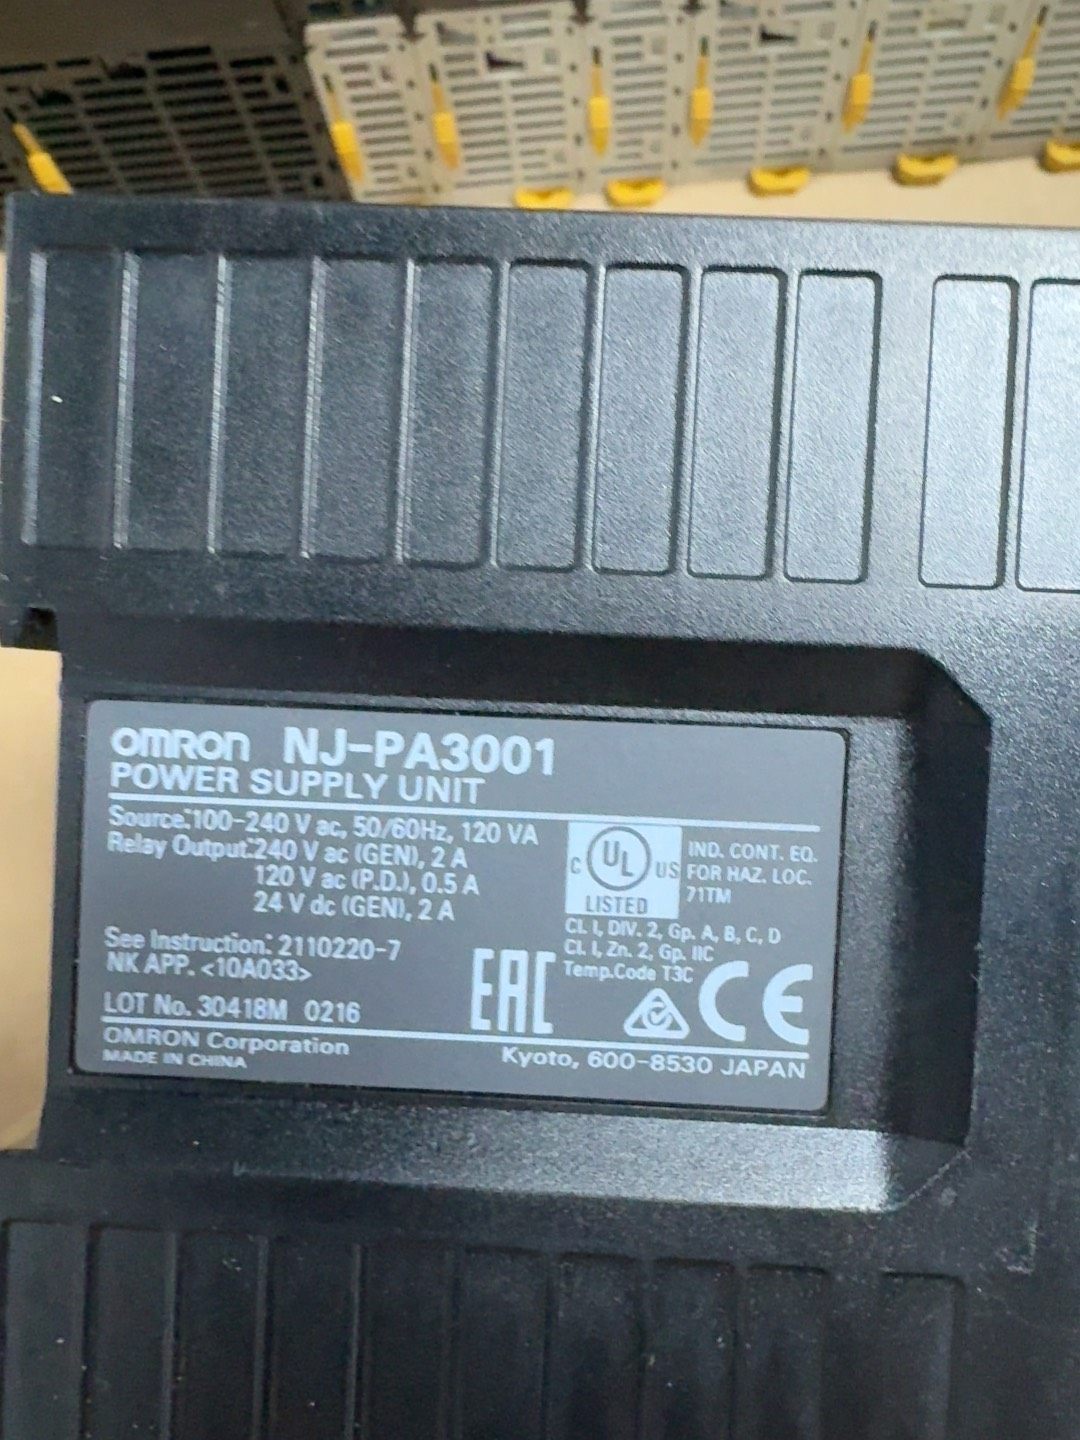 omron NJ-PA3001
POWER SUPPLY UNIT
Source:100-240 V ac, 50/60Hz, 120 VA
Relay Output:240 V ac (GEN), 2 A
120 V ac (P.D.), 0.5 A
24 V dc (GEN), 2 A
See Instruction: 2110220-7
NK APP. <10A033>
LOT No. 30418M 0216
C UL US
LISTED
IND. CONT. EQ.
FOR HAZ. LOC.
71TM
CL I, DIV. 2, Gp. A, B, C, D
CL I, Zn. 2, Gp. IIC
Temp.Code T3C
EAC
CE
OMRON Corporation
MADE IN CHINA
Kyoto, 600-8530 JAPAN